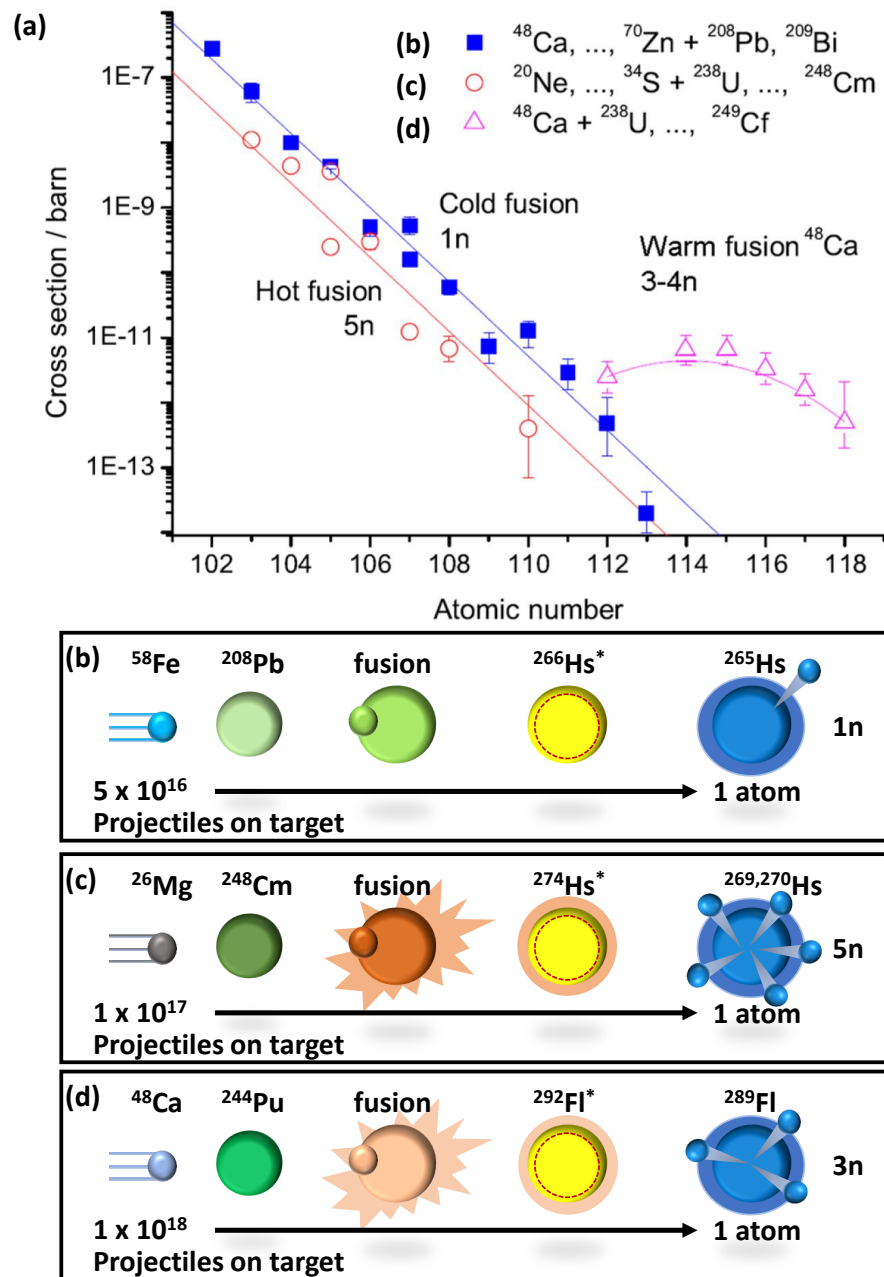 (a)
Cross section / barn
1E-7
1E-9
1E-11
1E-13
(b) ⁴⁸Ca, ..., ⁷⁰Zn + ²⁰⁸Pb, ²⁰⁹Bi
(c) ²⁰Ne, ..., ³⁴S + ²³⁸U, ..., ²⁴⁸Cm
(d) ⁴⁸Ca + ²³⁸U, ..., ²⁴⁹Cf
Cold fusion
1n
Hot fusion
5n
Warm fusion ⁴⁸Ca
3-4n
102 104 106 108 110 112 114 116 118
Atomic number
(b) ⁵⁸Fe ²⁰⁸Pb fusion ²⁶⁶Hs* ²⁶⁵Hs
1n
5 x 10¹⁶ 1 atom
Projectiles on target
(c) ²⁶Mg ²⁴⁸Cm fusion ²⁷⁴Hs* ²⁶⁹,²⁷⁰Hs
5n
1 x 10¹⁷ 1 atom
Projectiles on target
(d) ⁴⁸Ca ²⁴⁴Pu fusion ²⁹²Fl* ²⁸⁹Fl
3n
1 x 10¹⁸ 1 atom
Projectiles on target